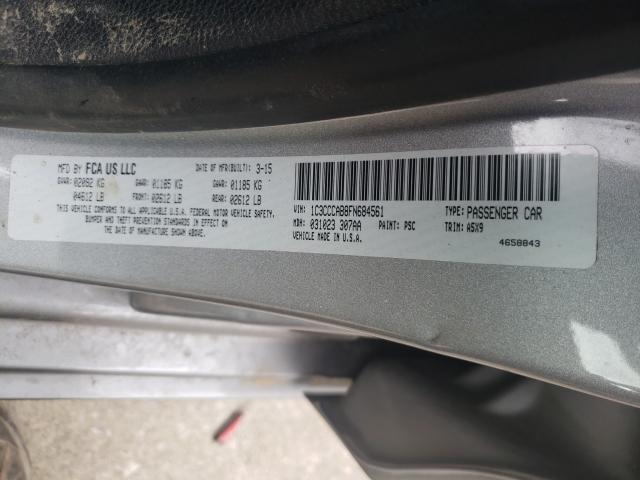 MFD BY FCA US LLC DATE OF MFR(BUILT): 3-15
GVWR: 02092 KG GAWR: 01185 KG GAWR: 01185 KG
04612 LB FRONT: 02612 LB REAR: 02612 LB
THIS VEHICLE CONFORMS TO ALL APPLICABLE U.S.A. FEDERAL MOTOR VEHICLE SAFETY,
BUMPER AND THEFT PREVENTION STANDARDS IN EFFECT ON
THE DATE OF MANUFACTURE SHOWN ABOVE.
VIN: 1C3CCCAB8FN684561 TYPE: PASSENGER CAR
MDH: 031023 307AA PAINT: PSC TRIM: A5X9
VEHICLE MADE IN U.S.A. 4658843